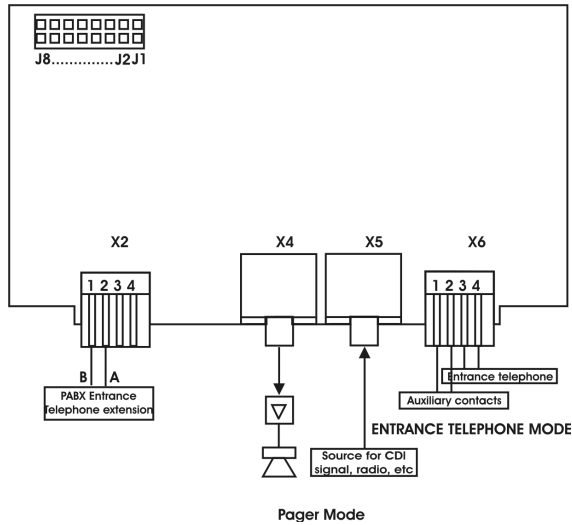 J8..............J2J1
X2 X4 X5 X6
1 2 3 4 1 2 3 4
B A
PABX Entrance
Telephone extension
Entrance telephone
Auxiliary contacts
ENTRANCE TELEPHONE MODE
Source for CDI
signal, radio, etc
Pager Mode